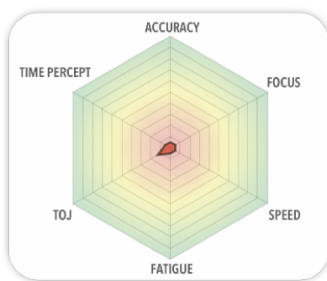 ACCURACY
TIME PERCEPT
FOCUS
TOJ
SPEED
FATIGUE